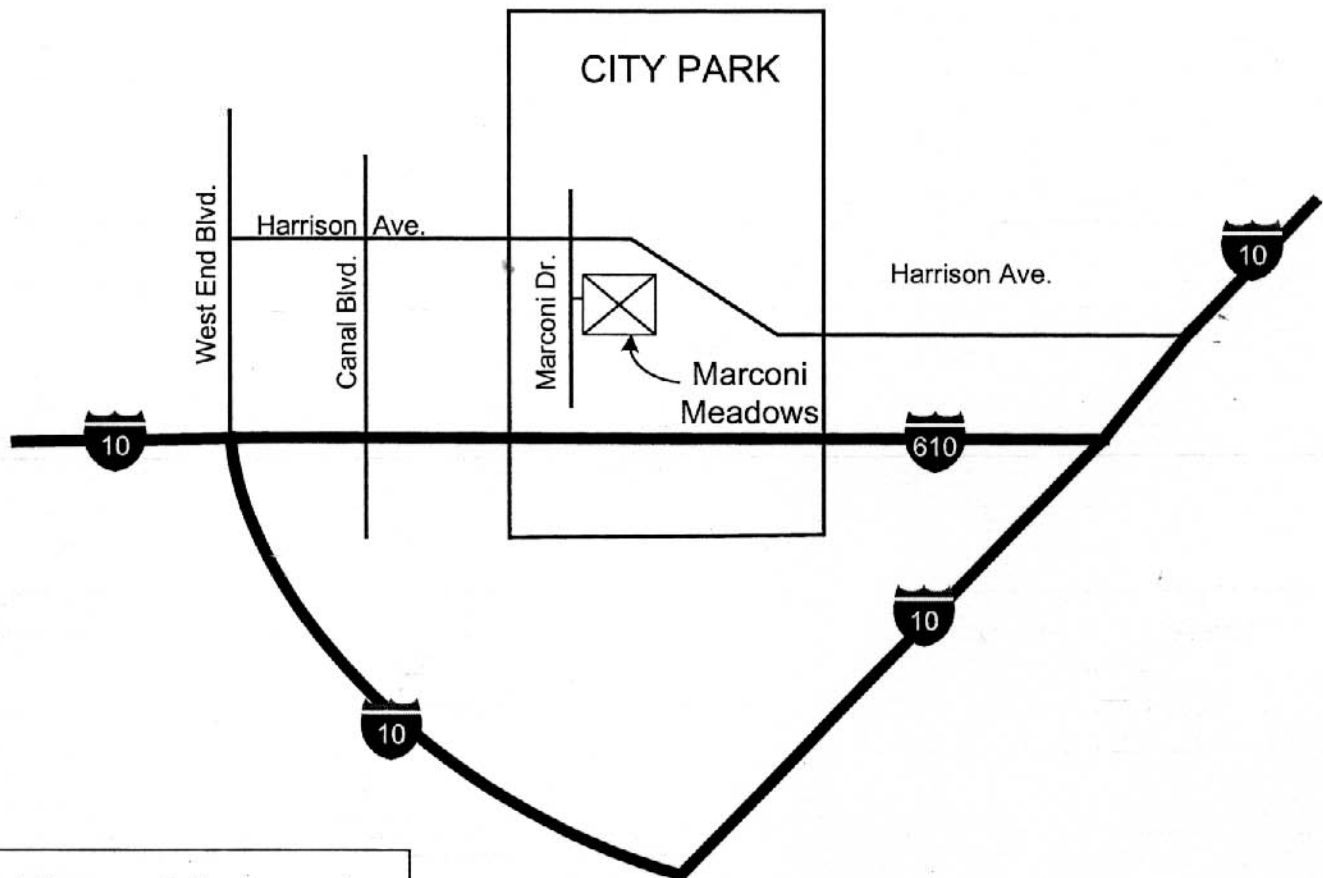 CITY PARK
West End Blvd.
Harrison Ave.
Canal Blvd.
Marconi Dr.
Harrison Ave.
10
Marconi
Meadows
10
610
10
10